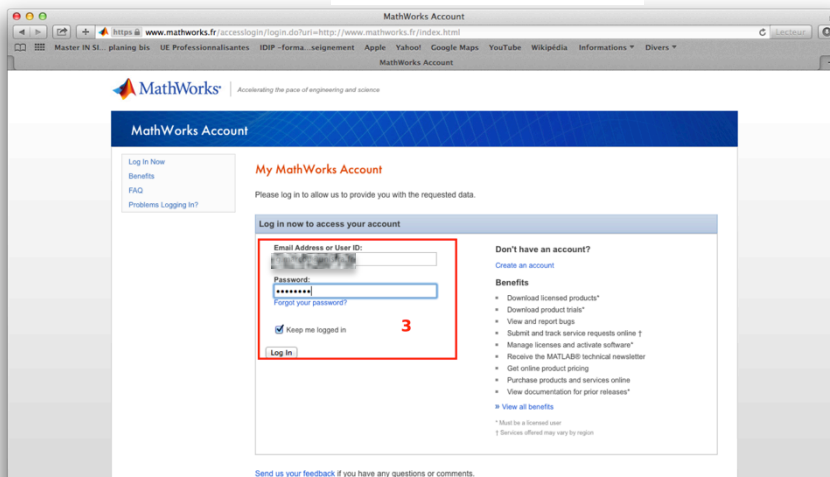 MathWorks Account
https www.mathworks.fr/accesslogin/login.do?uri=http://www.mathworks.fr/index.html
Lecteur
Master IN SI... planing bis UE Professionnalisantes IDIP -forma...seignement Apple Yahoo! Google Maps YouTube Wikipédia Informations Divers
MathWorks Account
MathWorks® Accelerating the pace of engineering and science
MathWorks Account
Log In Now
Benefits
FAQ
Problems Logging In?
My MathWorks Account
Please log in to allow us to provide you with the requested data.
Log in now to access your account
Email Address or User ID:
Password:
••••••••
Forgot your password?
Keep me logged in
3
Log In
Don't have an account?
Create an account
Benefits
Download licensed products*
Download product trials*
View and report bugs
Submit and track service requests online †
Manage licenses and activate software*
Receive the MATLAB® technical newsletter
Get online product pricing
Purchase products and services online
View documentation for prior releases*
» View all benefits
* Must be a licensed user
† Services offered may vary by region
Send us your feedback if you have any questions or comments.